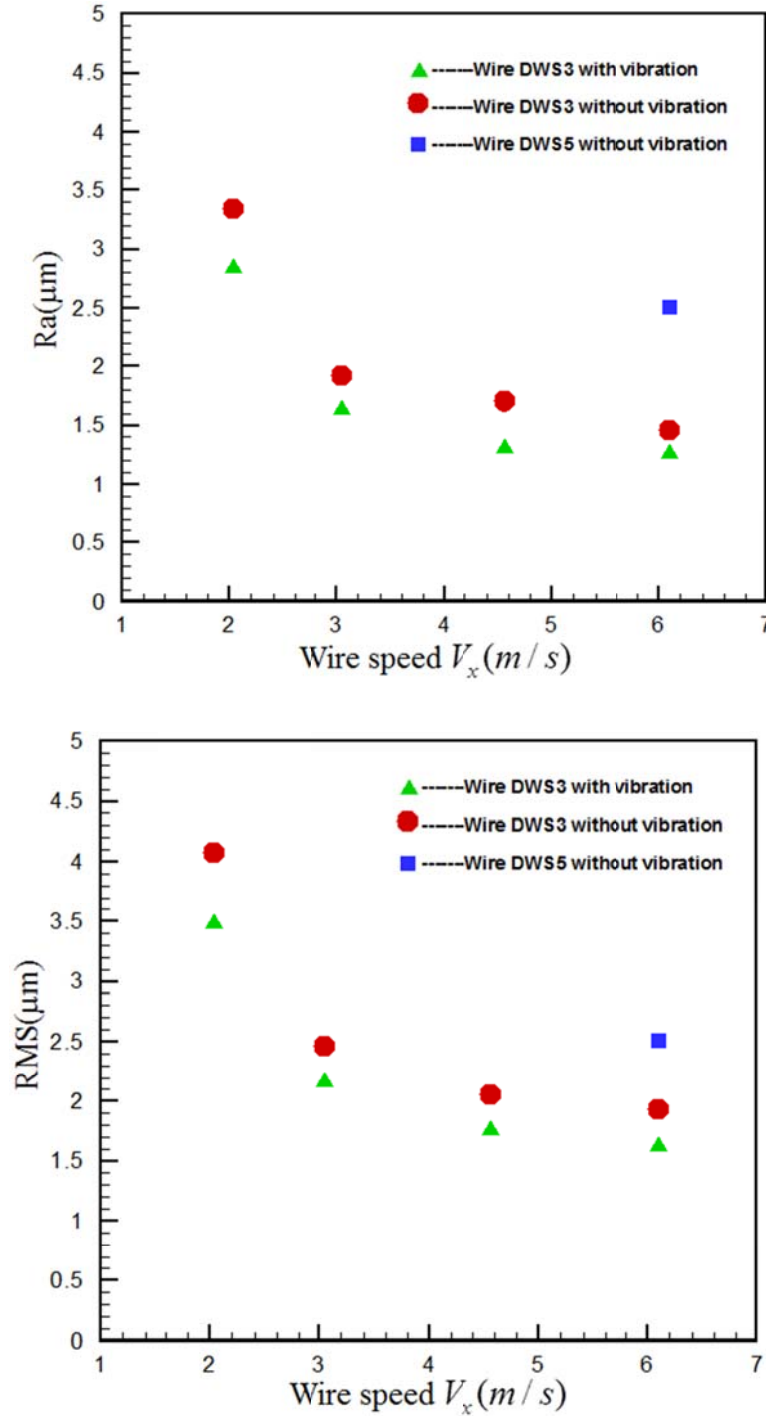 5
4.5
4
3.5
3
2.5
2
1.5
1
0.5
0
Ra(μm)
-------Wire DWS3 with vibration
-------Wire DWS3 without vibration
-------Wire DWS5 without vibration
1 2 3 4 5 6 7
Wire speed V_x (m / s)
5
4.5
4
3.5
3
2.5
2
1.5
1
0.5
0
RMS(μm)
-------Wire DWS3 with vibration
-------Wire DWS3 without vibration
-------Wire DWS5 without vibration
1 2 3 4 5 6 7
Wire speed V_x (m / s)